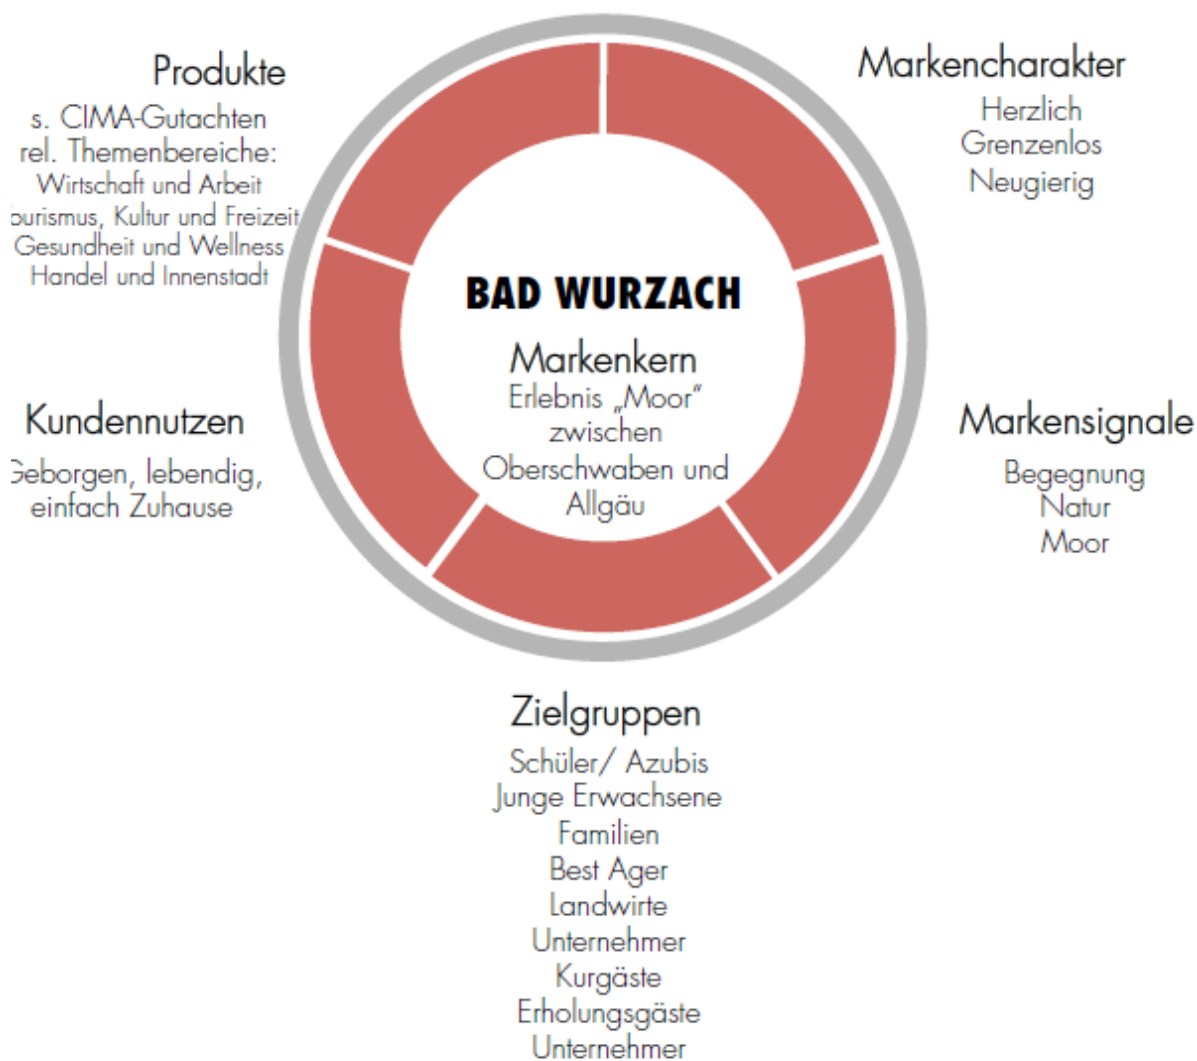 Produkte
s. CIMA-Gutachten
rel. Themenbereiche:
Wirtschaft und Arbeit
ourismus, Kultur und Freizeit
Gesundheit und Wellness
Handel und Innenstadt
Markencharakter
Herzlich
Grenzenlos
Neugierig
BAD WURZACH
Markenkern
Erlebnis „Moor“
zwischen
Oberschwaben und
Allgäu
Kundennutzen
Geborgen, lebendig,
einfach Zuhause
Markensignale
Begegnung
Natur
Moor
Zielgruppen
Schüler/ Azubis
Junge Erwachsene
Familien
Best Ager
Landwirte
Unternehmer
Kurgäste
Erholungsgäste
Unternehmer